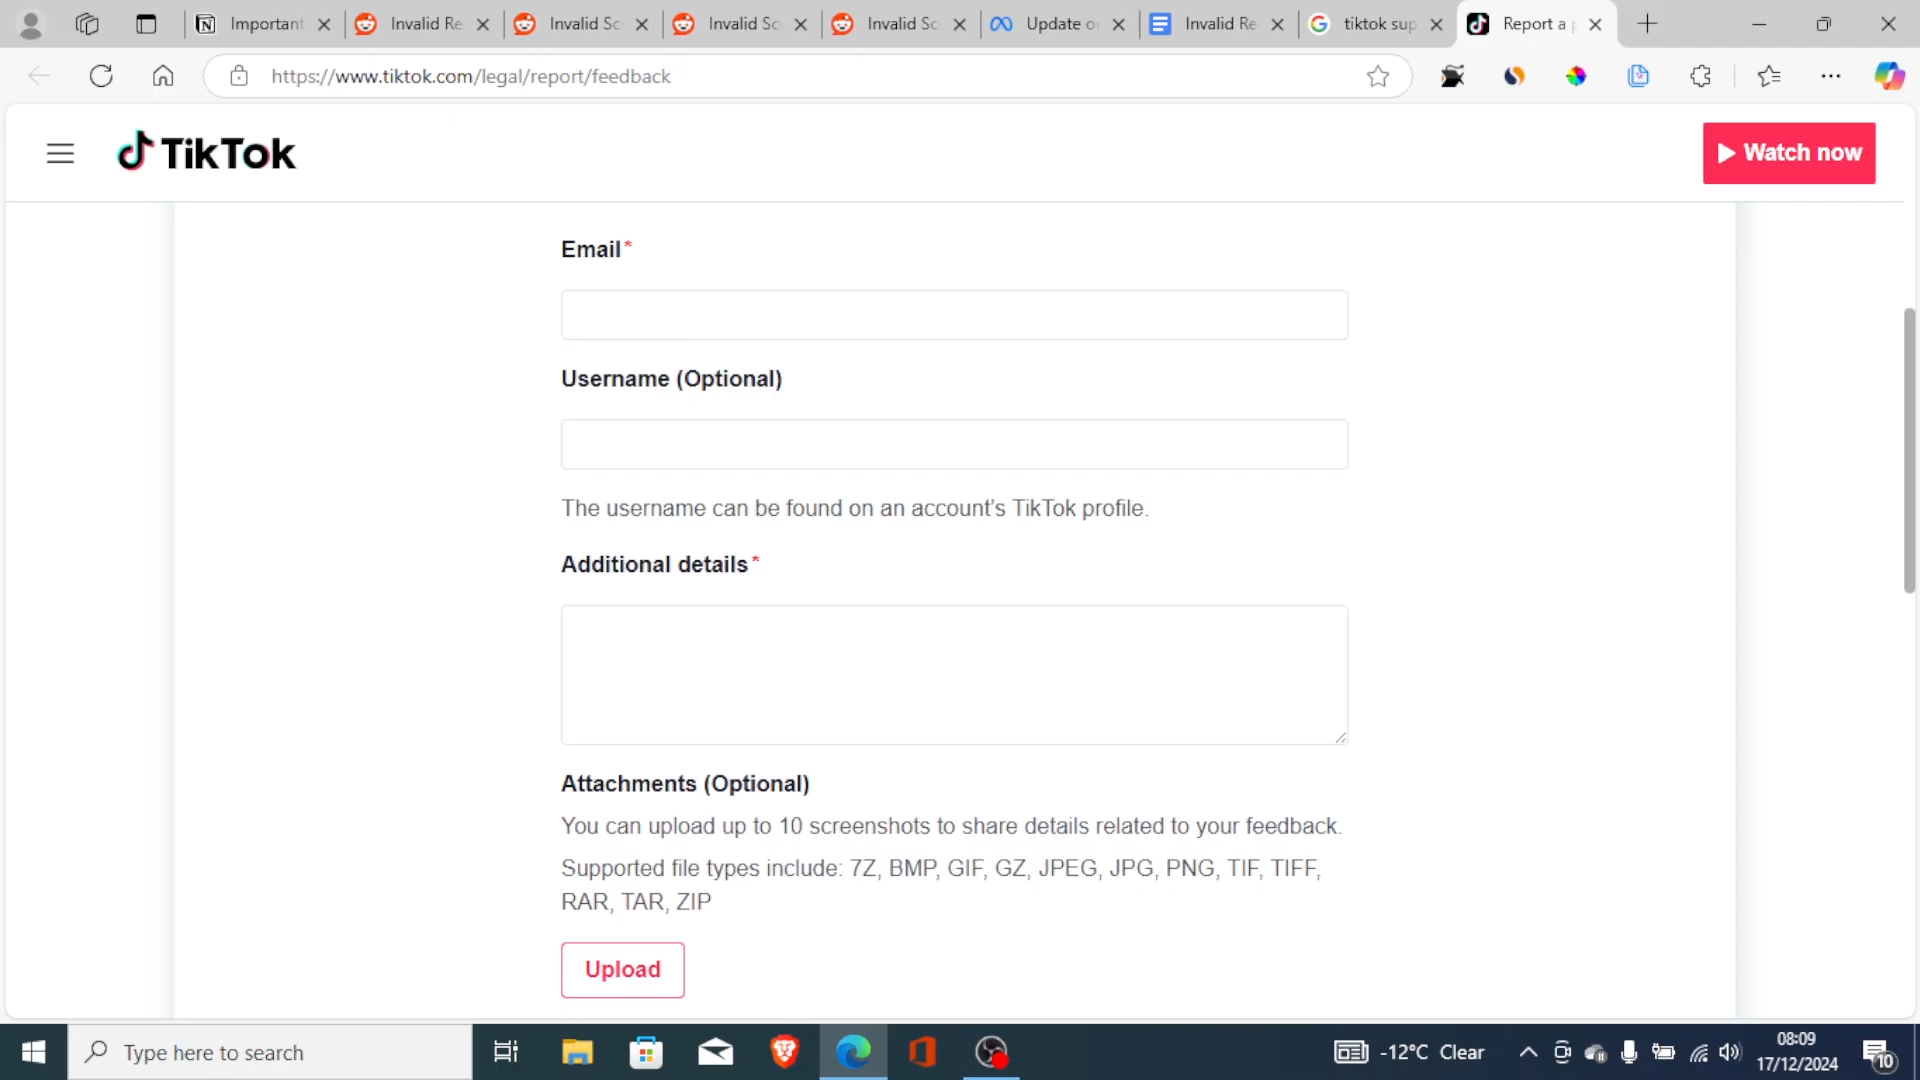 Important
Invalid Re
Invalid Sc
Invalid Sc
Invalid Sc
Update o
Invalid Re
tiktok sup
Report a p
https://www.tiktok.com/legal/report/feedback
TikTok
Watch now
Email*
Username (Optional)
The username can be found on an account's TikTok profile.
Additional details*
Attachments (Optional)
You can upload up to 10 screenshots to share details related to your feedback.
Supported file types include: 7Z, BMP, GIF, GZ, JPEG, JPG, PNG, TIF, TIFF,
RAR, TAR, ZIP
Upload
Type here to search
-12°C Clear
08:09
17/12/2024
10